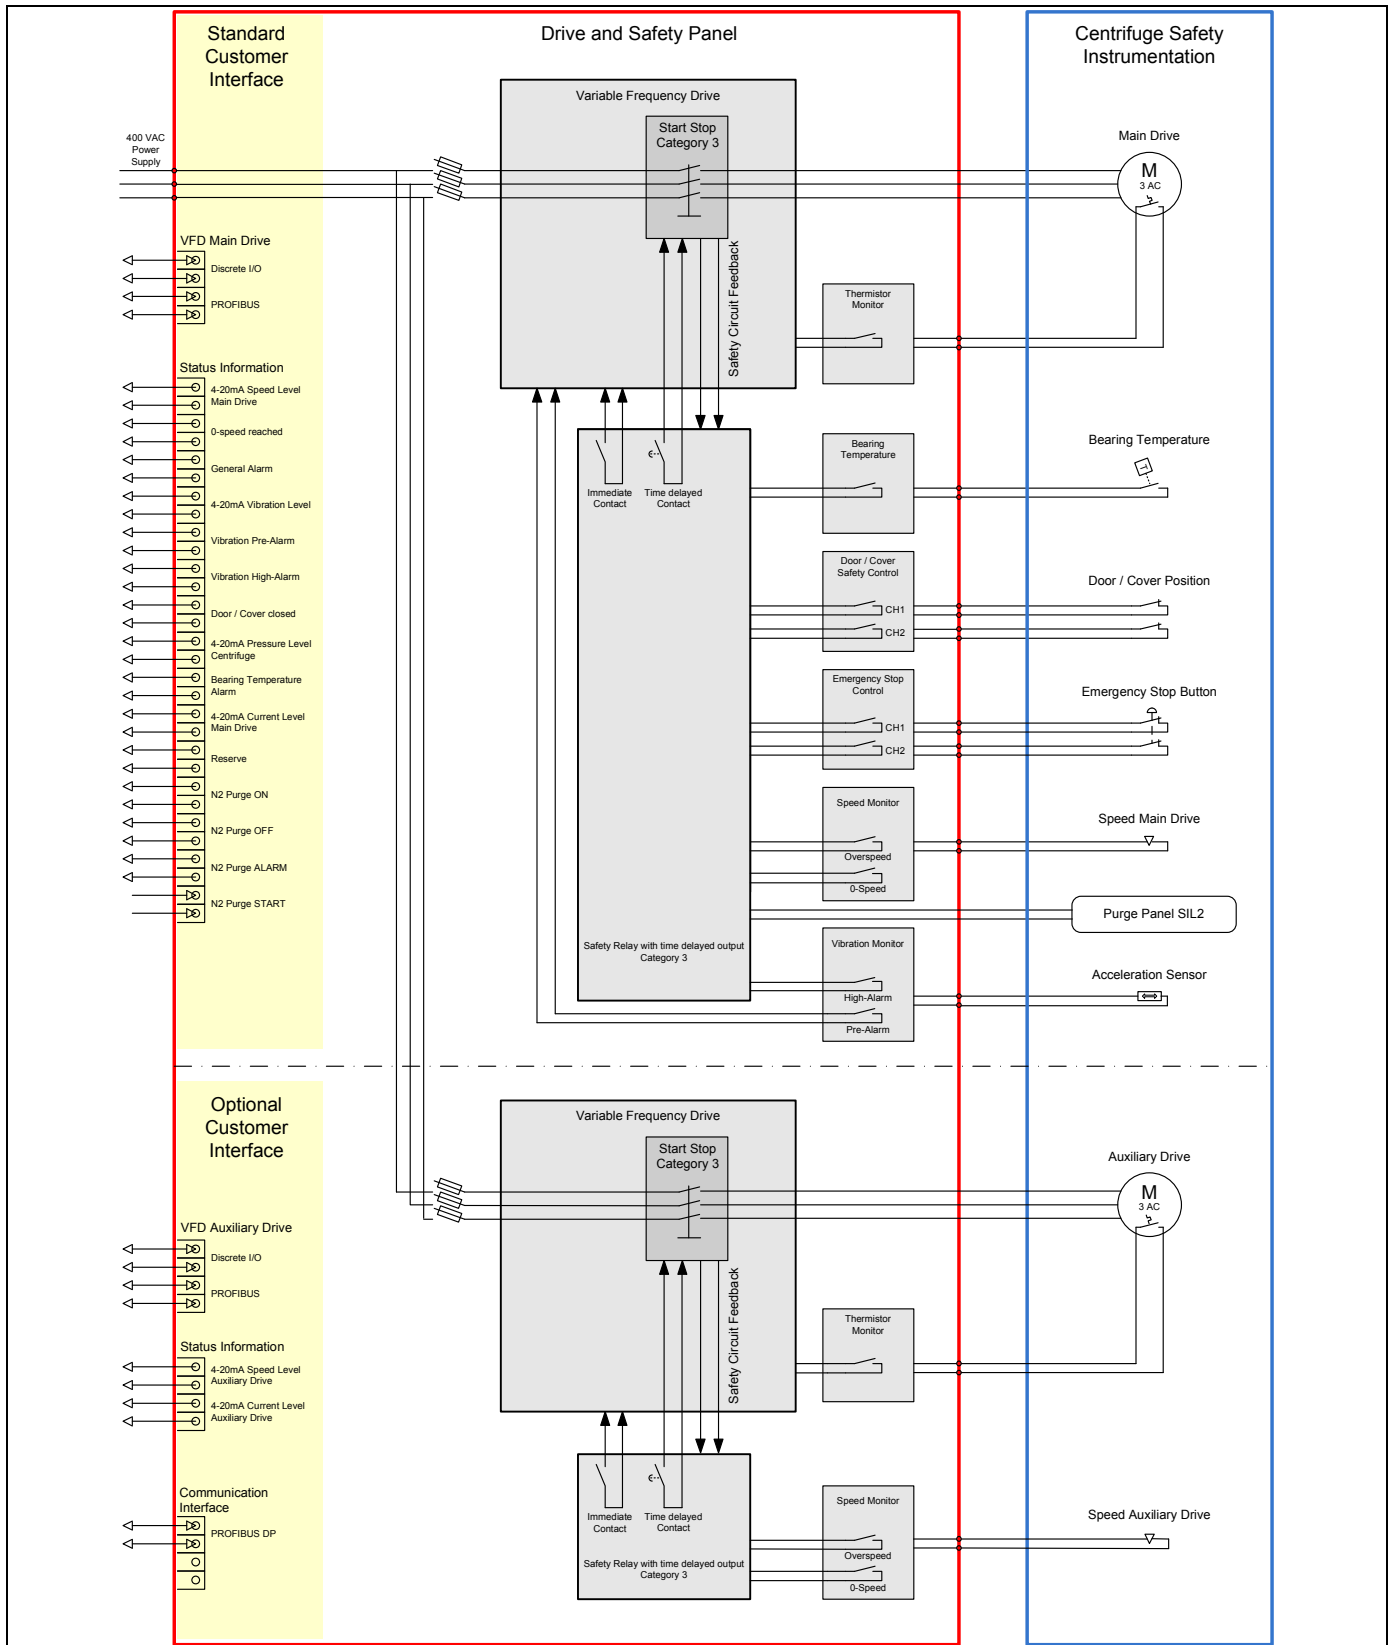 Standard
Customer
Interface
Drive and Safety Panel
Centrifuge Safety
Instrumentation
400 VAC
Power
Supply
Variable Frequency Drive
Start Stop
Category 3
Main Drive
M
3 AC
VFD Main Drive
Discrete I/O
PROFIBUS
Safety Circuit Feedback
Thermistor
Monitor
Status Information
4-20mA Speed Level
Main Drive
0-speed reached
General Alarm
4-20mA Vibration Level
Vibration Pre-Alarm
Vibration High-Alarm
Door / Cover closed
4-20mA Pressure Level
Centrifuge
Bearing Temperature
Alarm
4-20mA Current Level
Main Drive
Reserve
N2 Purge ON
N2 Purge OFF
N2 Purge ALARM
N2 Purge START
Immediate
Contact
Time delayed
Contact
Safety Relay with time delayed output
Category 3
Bearing
Temperature
Bearing Temperature
T
Door / Cover
Safety Control
CH1
CH2
Door / Cover Position
Emergency Stop
Control
CH1
CH2
Emergency Stop Button
Speed Monitor
Overspeed
0-Speed
Speed Main Drive
Purge Panel SIL2
Vibration Monitor
High-Alarm
Pre-Alarm
Acceleration Sensor
Optional
Customer
Interface
Variable Frequency Drive
Start Stop
Category 3
Auxiliary Drive
M
3 AC
VFD Auxiliary Drive
Discrete I/O
PROFIBUS
Safety Circuit Feedback
Thermistor
Monitor
Status Information
4-20mA Speed Level
Auxiliary Drive
4-20mA Current Level
Auxiliary Drive
Communication
Interface
PROFIBUS DP
Immediate
Contact
Time delayed
Contact
Safety Relay with time delayed output
Category 3
Speed Monitor
Overspeed
0-Speed
Speed Auxiliary Drive